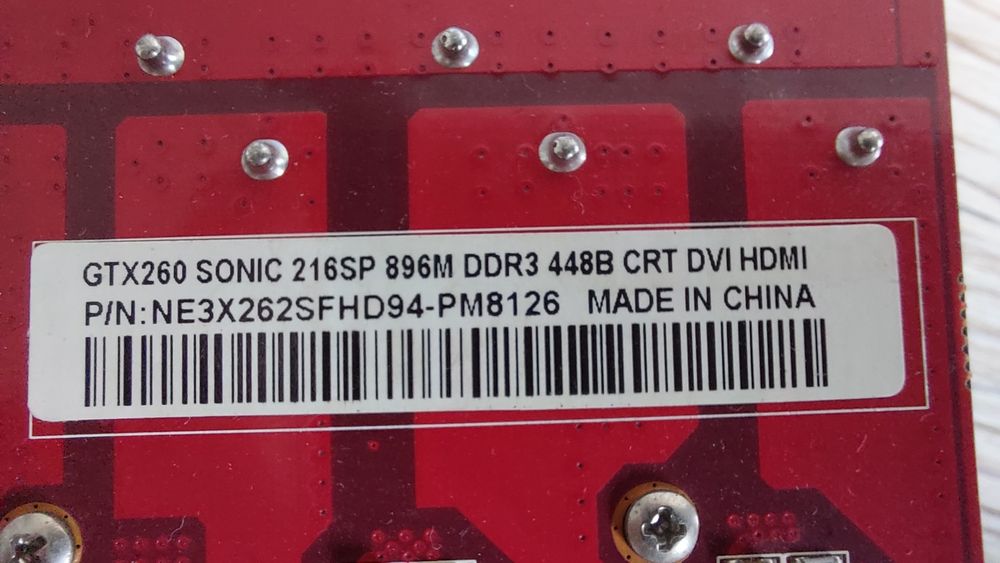 GTX260 SONIC 216SP 896M DDR3 448B CRT DVI HDMI
P/N:NE3X262SFHD94-PM8126 MADE IN CHINA